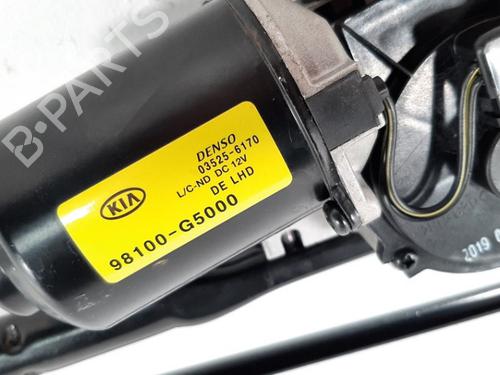 B-PARTS
DENSO
03525-6170
L/C-ND DC 12V
DE LHD
KIA
98100-G5000
2019